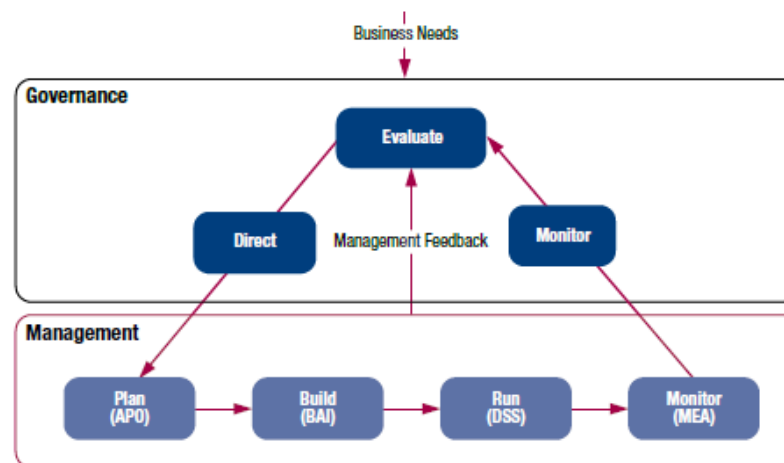 Business Needs
Governance
Evaluate
Direct
Management Feedback
Monitor
Management
Plan
(APO)
Build
(BAI)
Run
(DSS)
Monitor
(MEA)